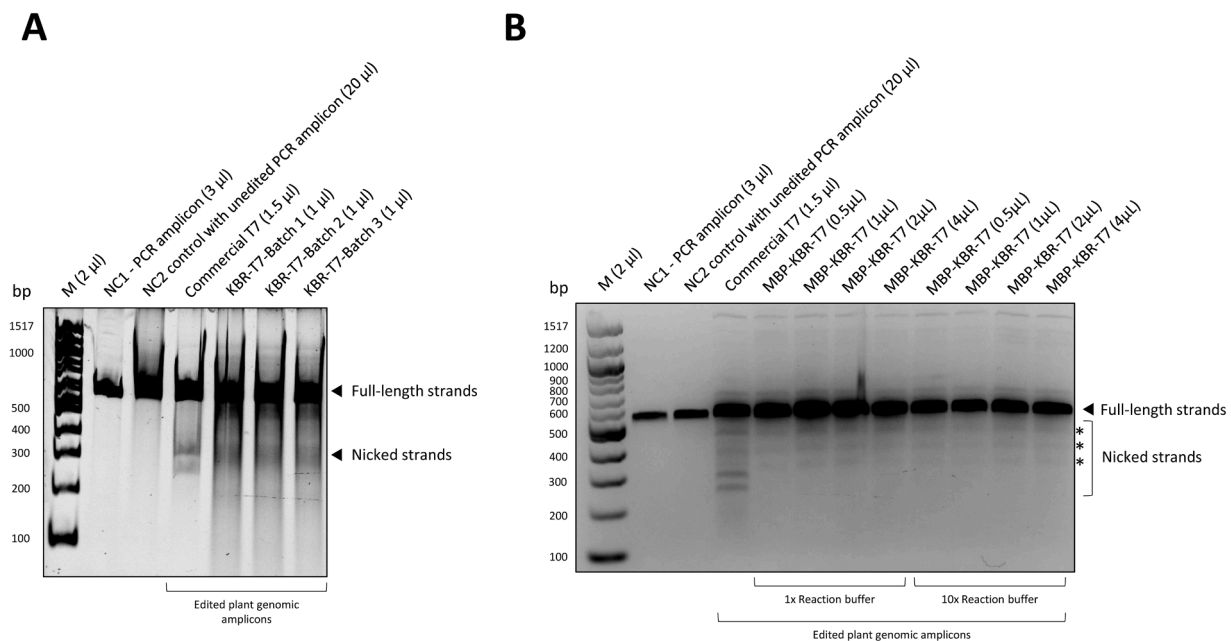 A
B
bp
M (2 µl)
NC1 - PCR amplicon (3 µl)
NC2 control with unedited PCR amplicon (20 µl)
Commercial T7 (1.5 µl)
KBR-T7-Batch 1 (1 µl)
KBR-T7-Batch 2 (1 µl)
KBR-T7-Batch 3 (1 µl)
1517
1000
500
400
300
200
100
Full-length strands
Nicked strands
Edited plant genomic
amplicons
bp
M (2 µl)
NC1 - PCR amplicon (3 µl)
NC2 control with unedited PCR amplicon (20 µl)
Commercial T7 (1.5 µl)
MBP-KBR-T7 (0.5µL)
MBP-KBR-T7 (1µL)
MBP-KBR-T7 (2µL)
MBP-KBR-T7 (4µL)
MBP-KBR-T7 (0.5µL)
MBP-KBR-T7 (1µL)
MBP-KBR-T7 (2µL)
MBP-KBR-T7 (4µL)
1517
1200
1000
900
800
700
600
500
400
300
200
100
Full-length strands
*
*
*
Nicked strands
1x Reaction buffer
10x Reaction buffer
Edited plant genomic amplicons